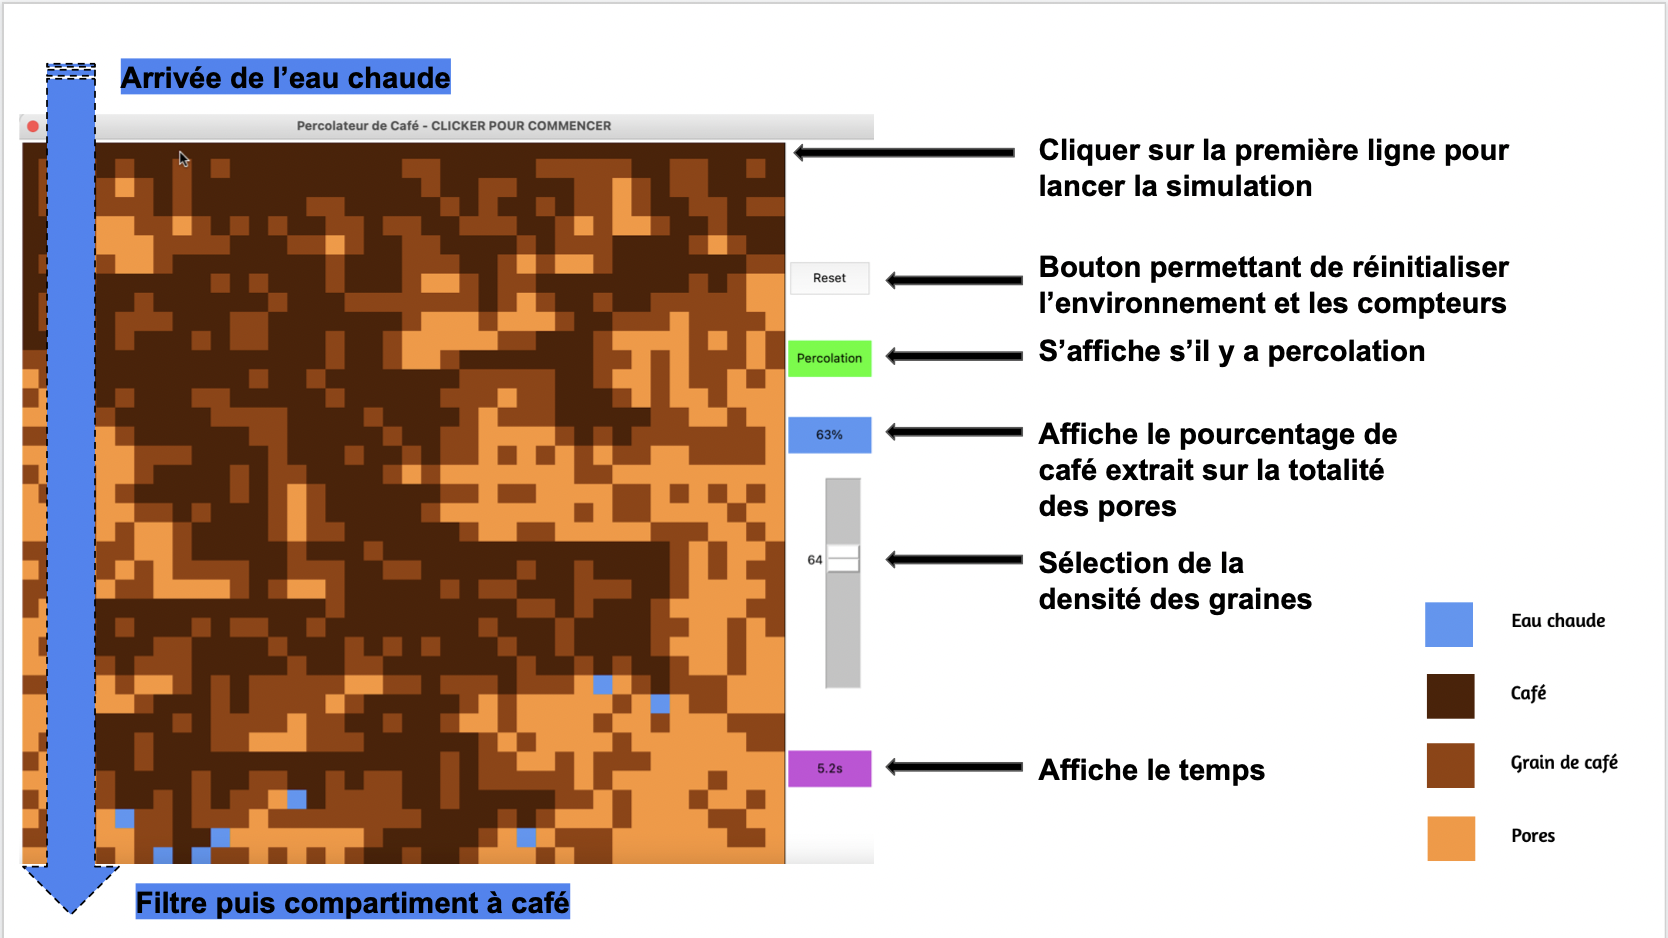 Arrivée de l’eau chaude
Percolateur de Café - CLICKER POUR COMMENCER
Cliquer sur la première ligne pour
lancer la simulation
Reset
Bouton permettant de réinitialiser
l’environnement et les compteurs
Percolation
S’affiche s’il y a percolation
63%
Affiche le pourcentage de
café extrait sur la totalité
des pores
64
Sélection de la
densité des graines
Eau chaude
Café
Grain de café
Pores
5.2s
Affiche le temps
Filtre puis compartiment à café